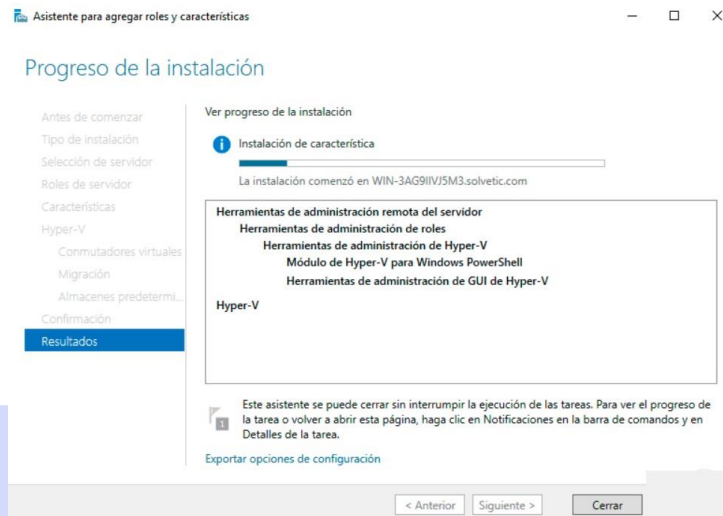 Asistente para agregar roles y características
Progreso de la instalación
Antes de comenzar
Tipo de instalación
Selección de servidor
Roles de servidor
Características
Hyper-V
Conmutadores virtuales
Migración
Almacenes predetermi...
Confirmación
Resultados
Ver progreso de la instalación
Instalación de característica
La instalación comenzó en WIN-3AG9IIVJ5M3.solvetic.com
Herramientas de administración remota del servidor
Herramientas de administración de roles
Herramientas de administración de Hyper-V
Módulo de Hyper-V para Windows PowerShell
Herramientas de administración de GUI de Hyper-V
Hyper-V
1
Este asistente se puede cerrar sin interrumpir la ejecución de las tareas. Para ver el progreso de
la tarea o volver a abrir esta página, haga clic en Notificaciones en la barra de comandos y en
Detalles de la tarea.
Exportar opciones de configuración
< Anterior
Siguiente >
Cerrar